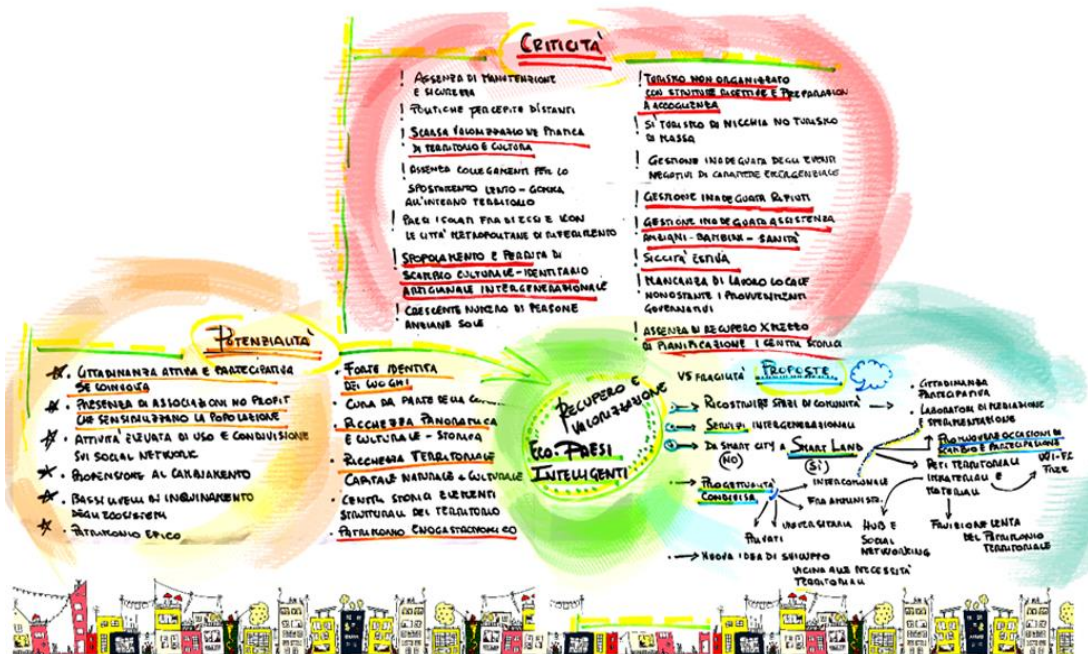 CRITICITÀ
! ASSENZA DI MANUTENZIONE
E SICUREZZA
! POLITICHE PERCEPITE DISTANTI
! SCARSA VALORIZZAZIONE PRATICA
DI TERRITORIO E CULTURA
! ASSENZA COLLEGAMENTI PER LO
SPOSTAMENTO LENTO - GOMMA
ALL'INTERNO TERRITORIO
! PAESI ISOLATI FRA DI ESSI E CON
LE CITTÀ METROPOLITANE DI RIFERIMENTO
! SPOPOLAMENTO E PERDITA DI
SCAMBIO CULTURALE - IDENTITARIO
ARTIGIANALE INTERGENERAZIONALE
! CRESCENTE NUMERO DI PERSONE
ANZIANE SOLE
! TURISMO NON ORGANIZZATO
CON STRUTTURE RICETTIVE E PREPARAZION
A ACCOGLIENZA
! SI TURISMO DI NICCHIA NO TURISMO
DI MASSA
! GESTIONE INADEGUATA DEGLI EVENTI
NEGATIVI DI CARATTERE EMERGENZIALE
! GESTIONE INADEGUATA RIFIUTI
! GESTIONE INADEGUATA ASSISTENZA
ANZIANI - BAMBINI - SANITÀ
! SICCITÀ ESTIVA
! MANCANZA DI LAVORO LOCALE
NONOSTANTE I PROVVEDIMENTI
GOVERNATIVI
! ASSENZA DI RECUPERO X MEZZO
DI PIANIFICAZIONE I CENTRI STORICI
POTENZIALITÀ
• CITTADINANZA ATTIVA E PARTECIPATIVA
SE COINVOLTA
• PRESENZA DI ASSOCIAZIONI NO PROFIT
CHE SENSIBILIZZANO LA POPOLAZIONE
• ATTIVITÀ ELEVATA DI USO E CONDIVISIONE
SUI SOCIAL NETWORK
• PROPENSIONE AL CAMBIAMENTO
• BASSI LIVELLI DI INQUINAMENTO
DEGLI ECOSISTEMI
• PATRIMONIO EPICO
• FORTE IDENTITÀ
DEI LUOGHI
• CURA DA PARTE DELLA
• RICCHEZZA PANORAMICA
E CULTURALE - STORICA
• RICCHEZZA TERRITORIALE
CAPITALE NATURALE + CULTURALE
• CENTRI STORICI ELEMENTI
STRUTTURALI DEL TERRITORIO
• PATRIMONIO ENOGASTRONOMICO
RECUPERO E
VALORIZZAZIONE
ECO-PAESI
INTELLIGENTI
VS FRAGILITÀ PROPOSTE
RICOSTRUIRE SPAZI DI COMUNITÀ
SERVIZI INTERGENERAZIONALI
DA SMART CITY A SMART LAND
(NO) (SI)
• PROGETTUALITÀ
CONDIVISA
INTERCOMUNALE
FRA AMMINISTR.
UNIVERSITARIA
PRIVATI
• NUOVA IDEA DI SVILUPPO
VICINA ALLE NECESSITÀ
TERRITORIALI
• CITTADINANZA
PARTECIPATIVA
• LABORATORI DI MEDIAZIONE
E SPERIMENTAZIONE
• PROMUOVERE OCCASIONI DI
SCAMBIO E PARTECIPAZIONE
RETI TERRITORIALI
IMMATERIALI E
MATERIALI
WI-FI
FREE
HUB E
SOCIAL
NETWORKING
FRUIZIONE LENTA
DEL PATRIMONIO
TERRITORIALE